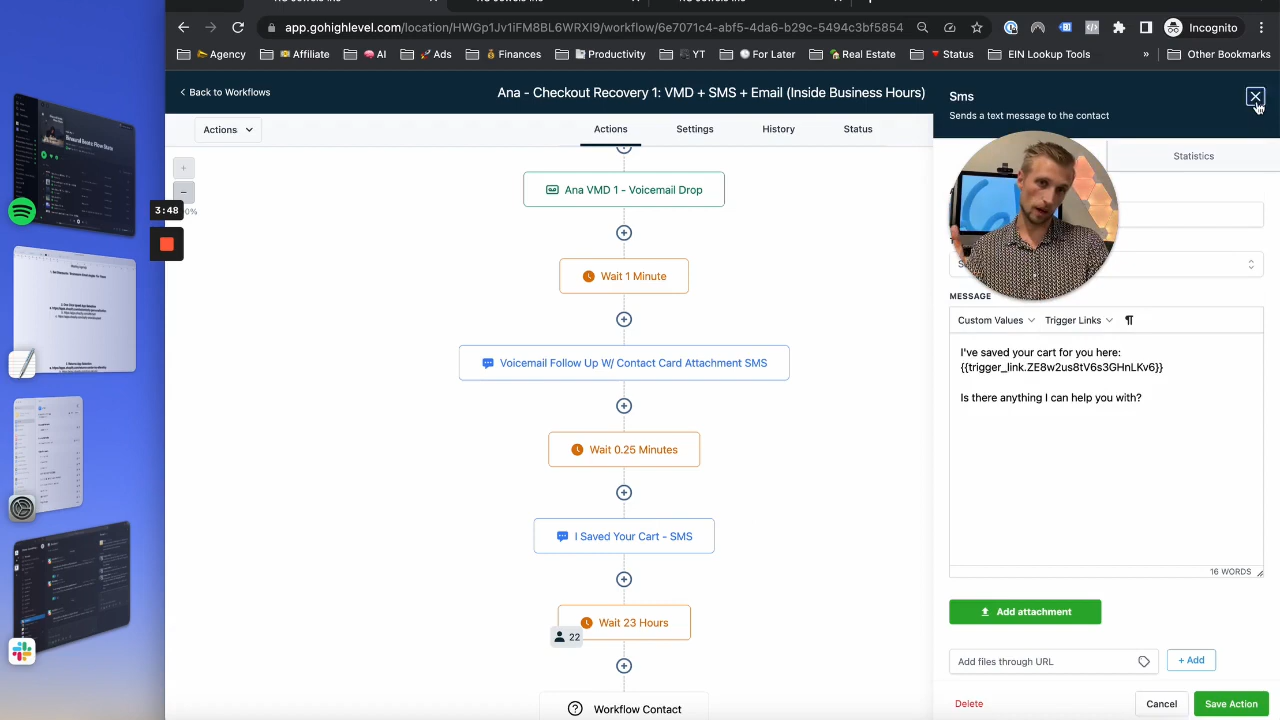 app.gohighlevel.com/location/HWGp1Jv1iFM8BL6WRXI9/workflow/6e7071c4-abf5-4da6-b29c-5494c3bf5854
Incognito
Agency
Affiliate
AI
Ads
Finances
Productivity
YT
For Later
Real Estate
Status
EIN Lookup Tools
»
Other Bookmarks
Back to Workflows
Ana - Checkout Recovery 1: VMD + SMS + Email (Inside Business Hours)
Sms
Sends a text message to the contact
Actions
Actions
Settings
History
Status
Statistics
Ana VMD 1 - Voicemail Drop
3:48
Wait 1 Minute
MESSAGE
Custom Values
Trigger Links
I've saved your cart for you here:
{{trigger_link.ZE8w2us8tV6s3GHnLKv6}}
Is there anything I can help you with?
Voicemail Follow Up W/ Contact Card Attachment SMS
Wait 0.25 Minutes
I Saved Your Cart - SMS
16 WORDS
Add attachment
Wait 23 Hours
22
Add files through URL
+ Add
Workflow Contact
Delete
Cancel
Save Action